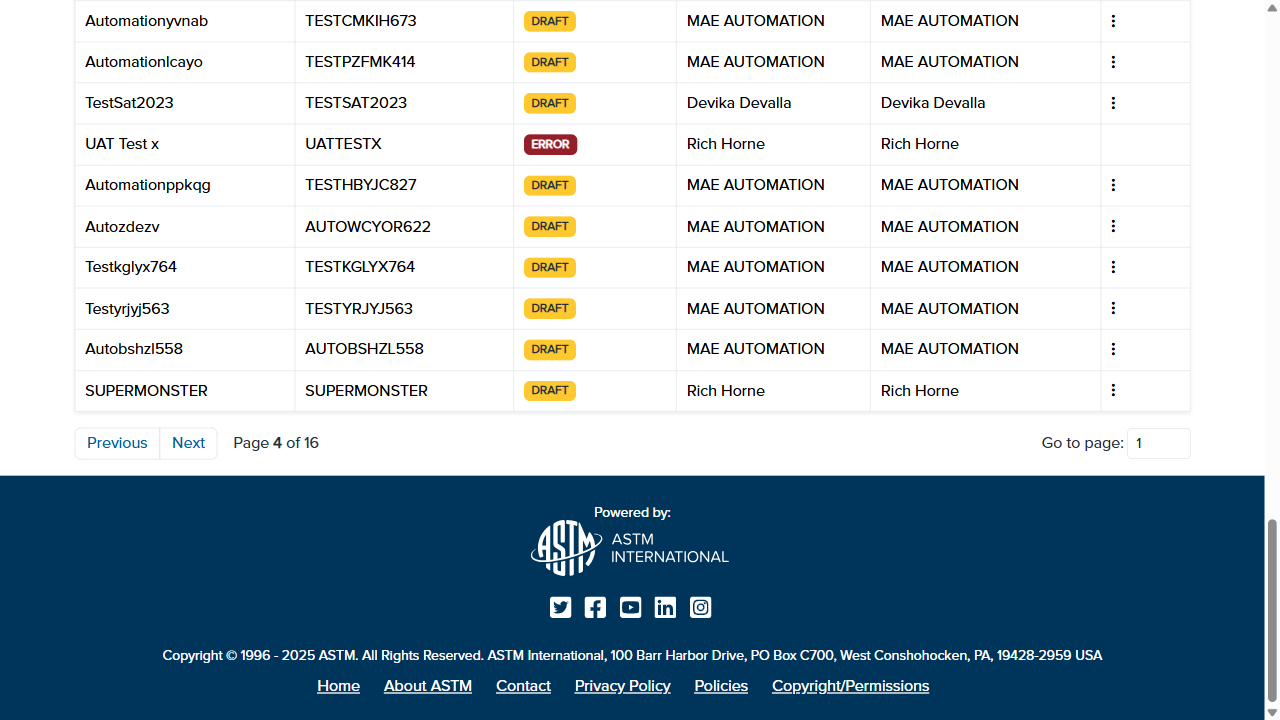 Automationyvnab TESTCMKIH673 DRAFT MAE AUTOMATION MAE AUTOMATION
Automationlcayo TESTPZFMK414 DRAFT MAE AUTOMATION MAE AUTOMATION
TestSat2023 TESTSAT2023 DRAFT Devika Devalla Devika Devalla
UAT Test x UATTESTX ERROR Rich Horne Rich Horne
Automationppkqg TESTHBYJC827 DRAFT MAE AUTOMATION MAE AUTOMATION
Autozdezv AUTOWCYOR622 DRAFT MAE AUTOMATION MAE AUTOMATION
Testkglyx764 TESTKGLYX764 DRAFT MAE AUTOMATION MAE AUTOMATION
Testyrjyj563 TESTYRJYJ563 DRAFT MAE AUTOMATION MAE AUTOMATION
Autobshzl558 AUTOBSHZL558 DRAFT MAE AUTOMATION MAE AUTOMATION
SUPERMONSTER SUPERMONSTER DRAFT Rich Horne Rich Horne
Previous Next Page 4 of 16 Go to page: 1
Powered by:
ASTM ASTM
INTERNATIONAL
Copyright © 1996 - 2025 ASTM. All Rights Reserved. ASTM International, 100 Barr Harbor Drive, PO Box C700, West Conshohocken, PA, 19428-2959 USA
Home About ASTM Contact Privacy Policy Policies Copyright/Permissions